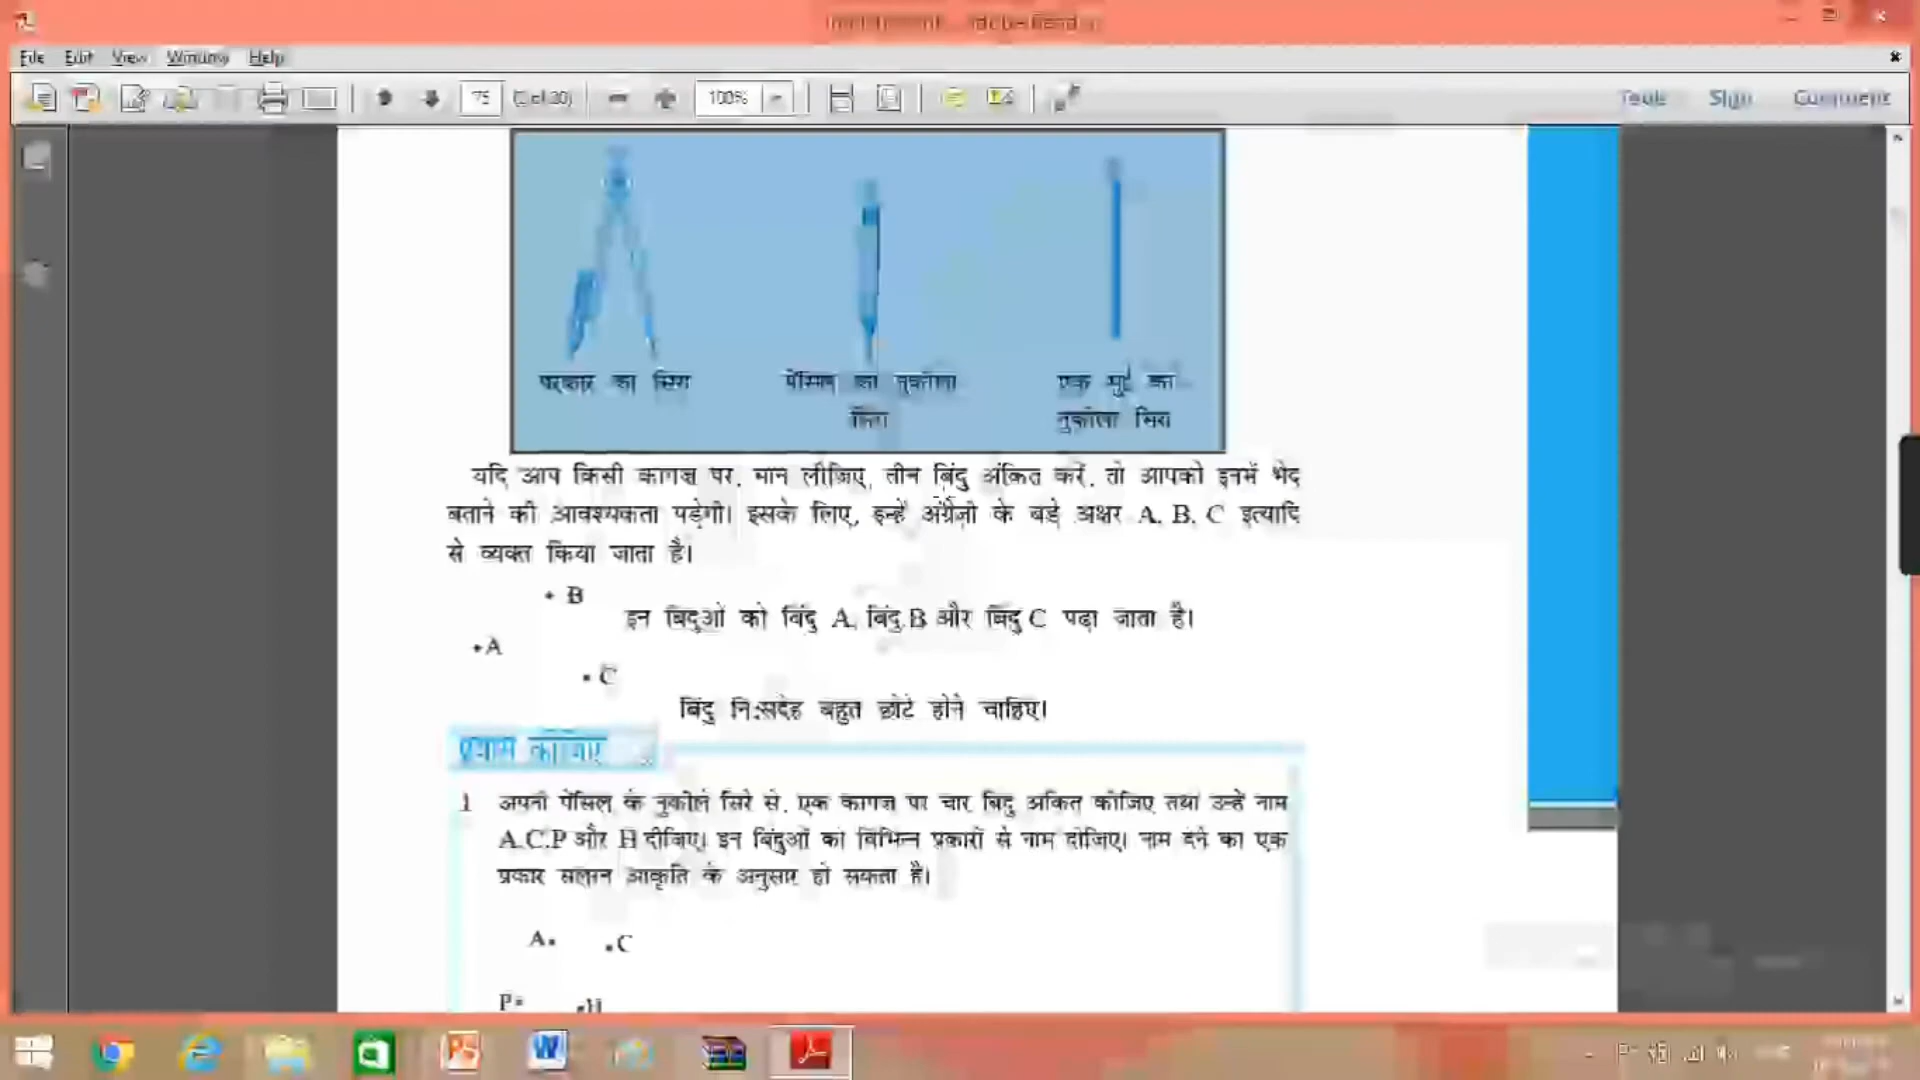 File Edit View Window Help
75 100%
Tools Sign Comment
परकार का सिरा
पेंसिल का नुकीला
सिरा
एक सुई का
नुकीला सिरा
यदि आप किसी कागज़ पर, मान लीजिए, तीन बिंदु अंकित करें, तो आपको इनमें भेद
बताने की आवश्यकता पड़ेगी। इसके लिए, इन्हें अंग्रेज़ी के बड़े अक्षर A, B, C इत्यादि
से व्यक्त किया जाता है।
B
इन बिंदुओं को बिंदु A, बिंदु B और बिंदु C पढ़ा जाता है।
A
C
बिंदु नि:संदेह बहुत छोटे होने चाहिए।
प्रयास कीजिए
1 अपनी पेंसिल के नुकीले सिरे से, एक कागज़ पर चार बिंदु अंकित कीजिए तथा उन्हें नाम
A,C,P और H दीजिए। इन बिंदुओं को विभिन्न प्रकारों से नाम दीजिए। नाम देने का एक
प्रकार संलग्न आकृति के अनुसार हो सकता है।
A C
P H